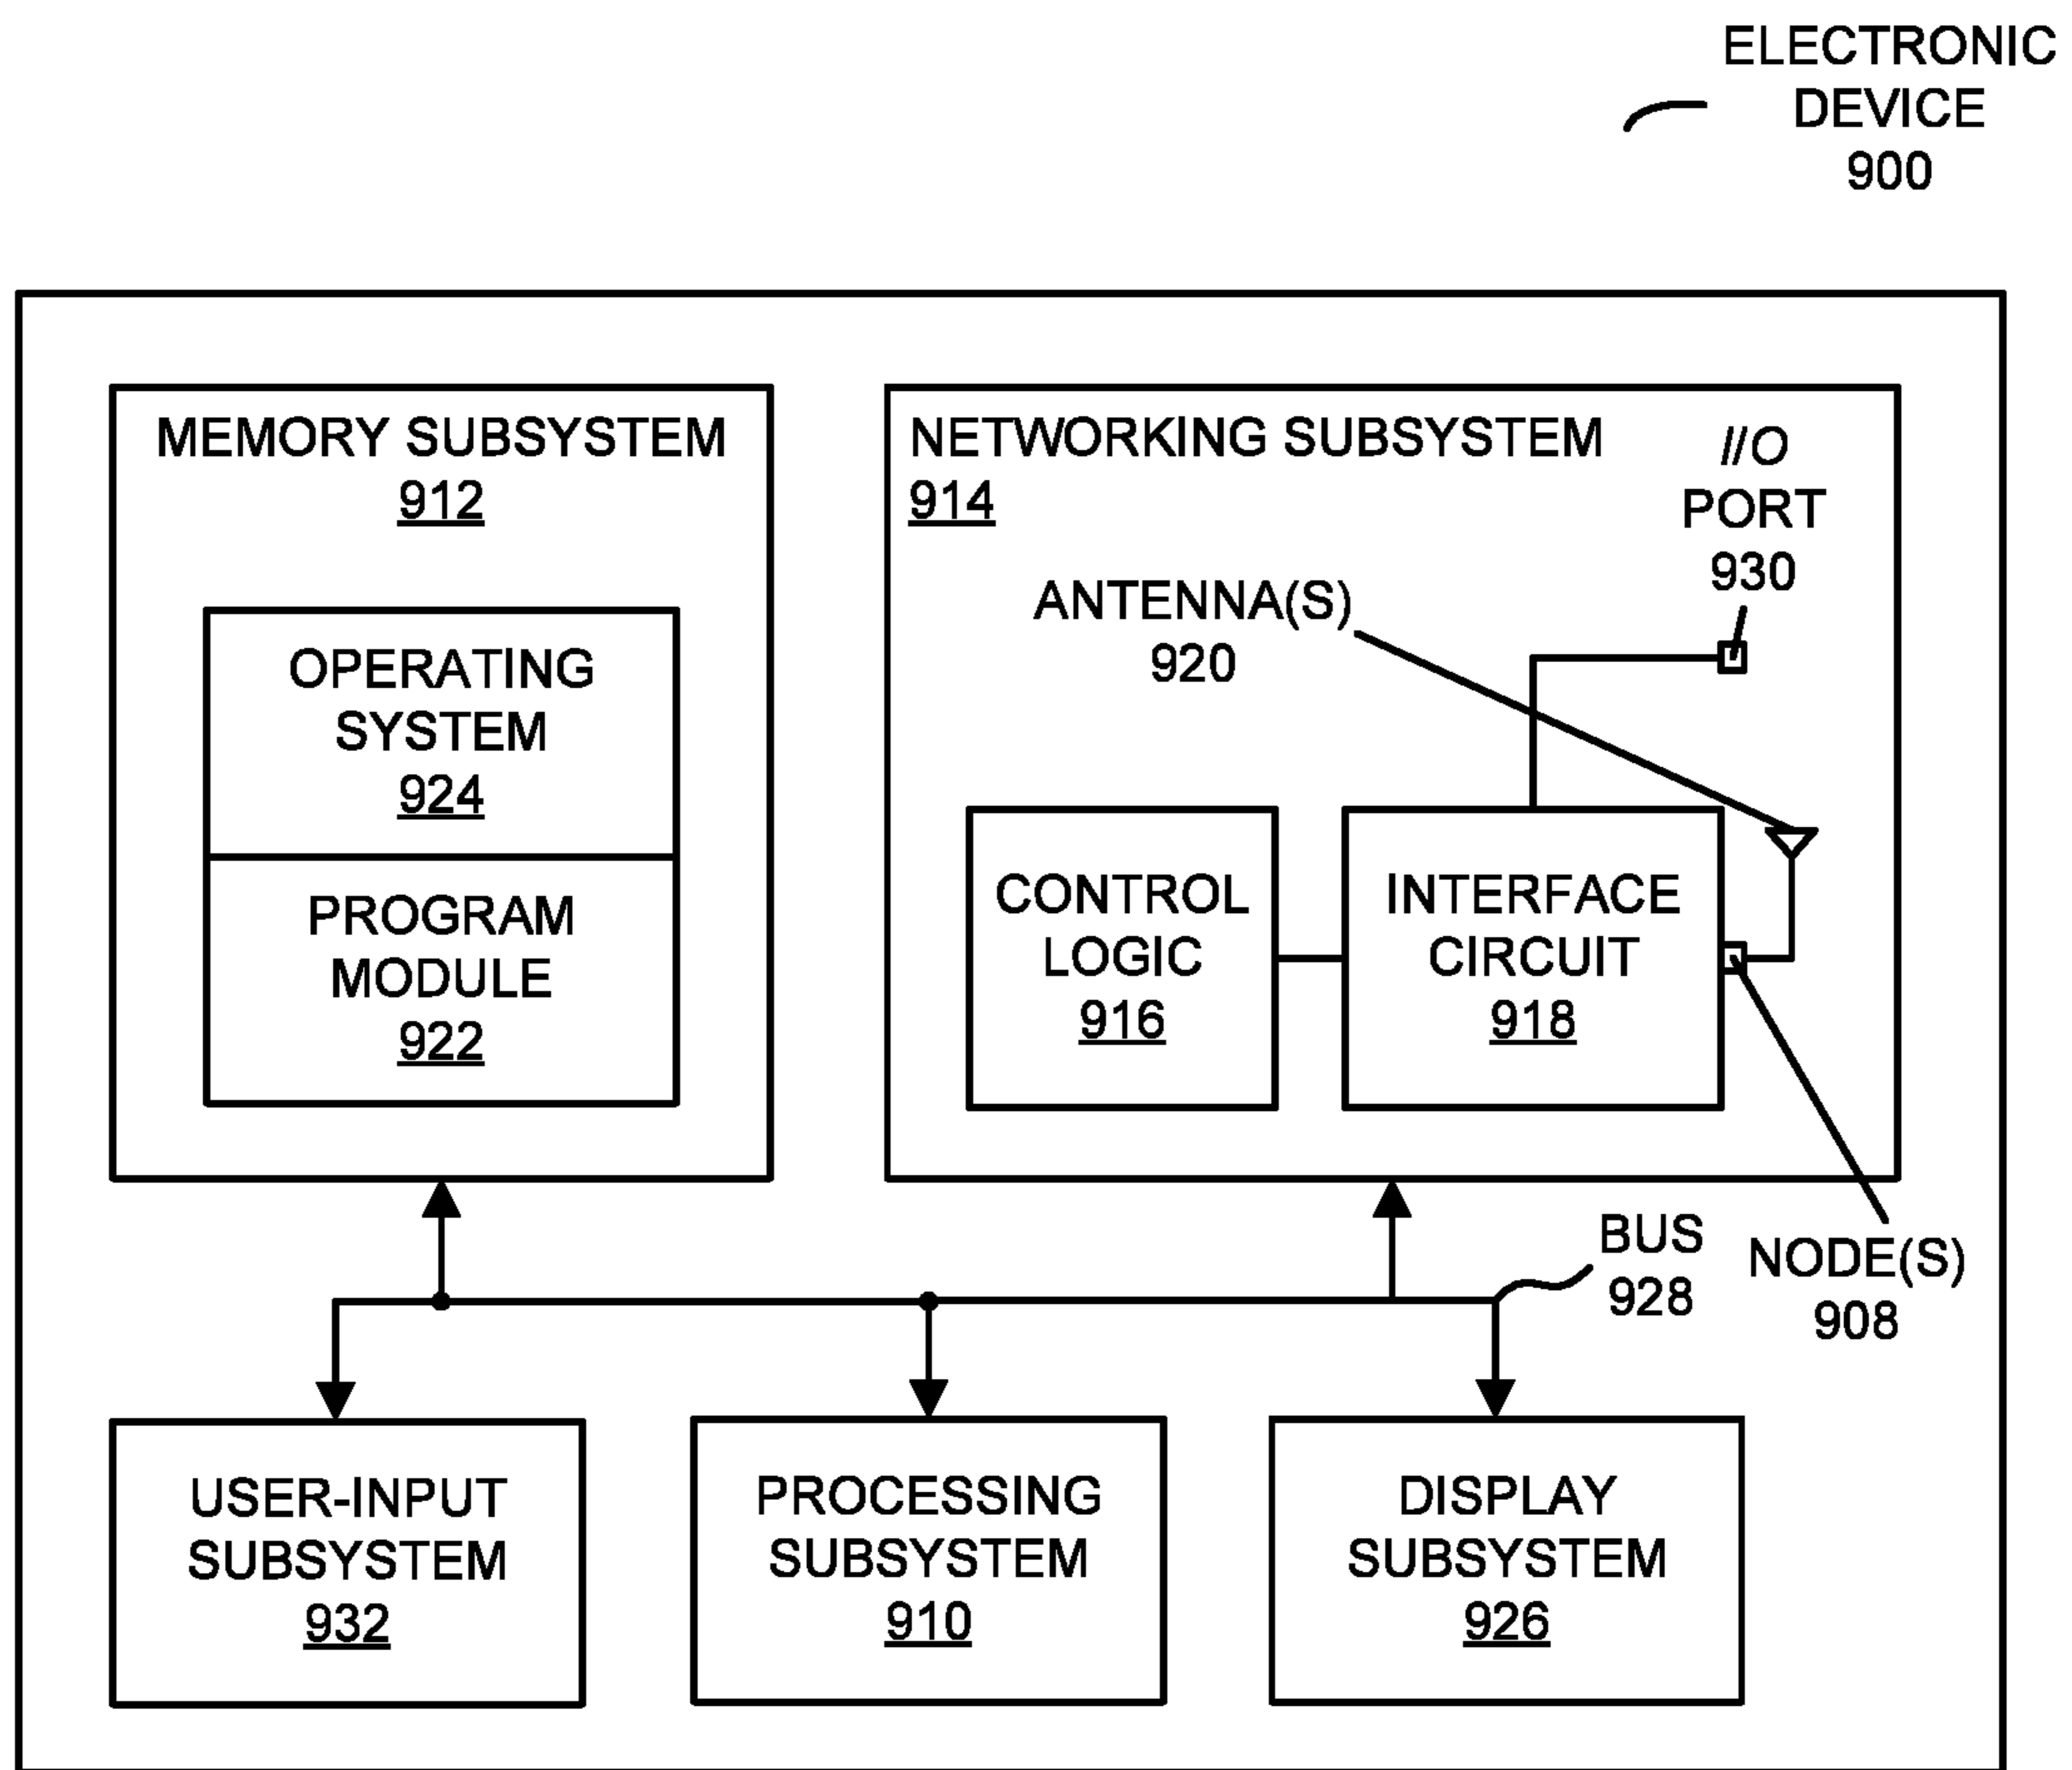 ELECTRONIC
DEVICE
900
MEMORY SUBSYSTEM
912
OPERATING
SYSTEM
924
PROGRAM
MODULE
922
NETWORKING SUBSYSTEM
914
I/O
PORT
930
ANTENNA(S)
920
CONTROL
LOGIC
916
INTERFACE
CIRCUIT
918
BUS
928
NODE(S)
908
USER-INPUT
SUBSYSTEM
932
PROCESSING
SUBSYSTEM
910
DISPLAY
SUBSYSTEM
926